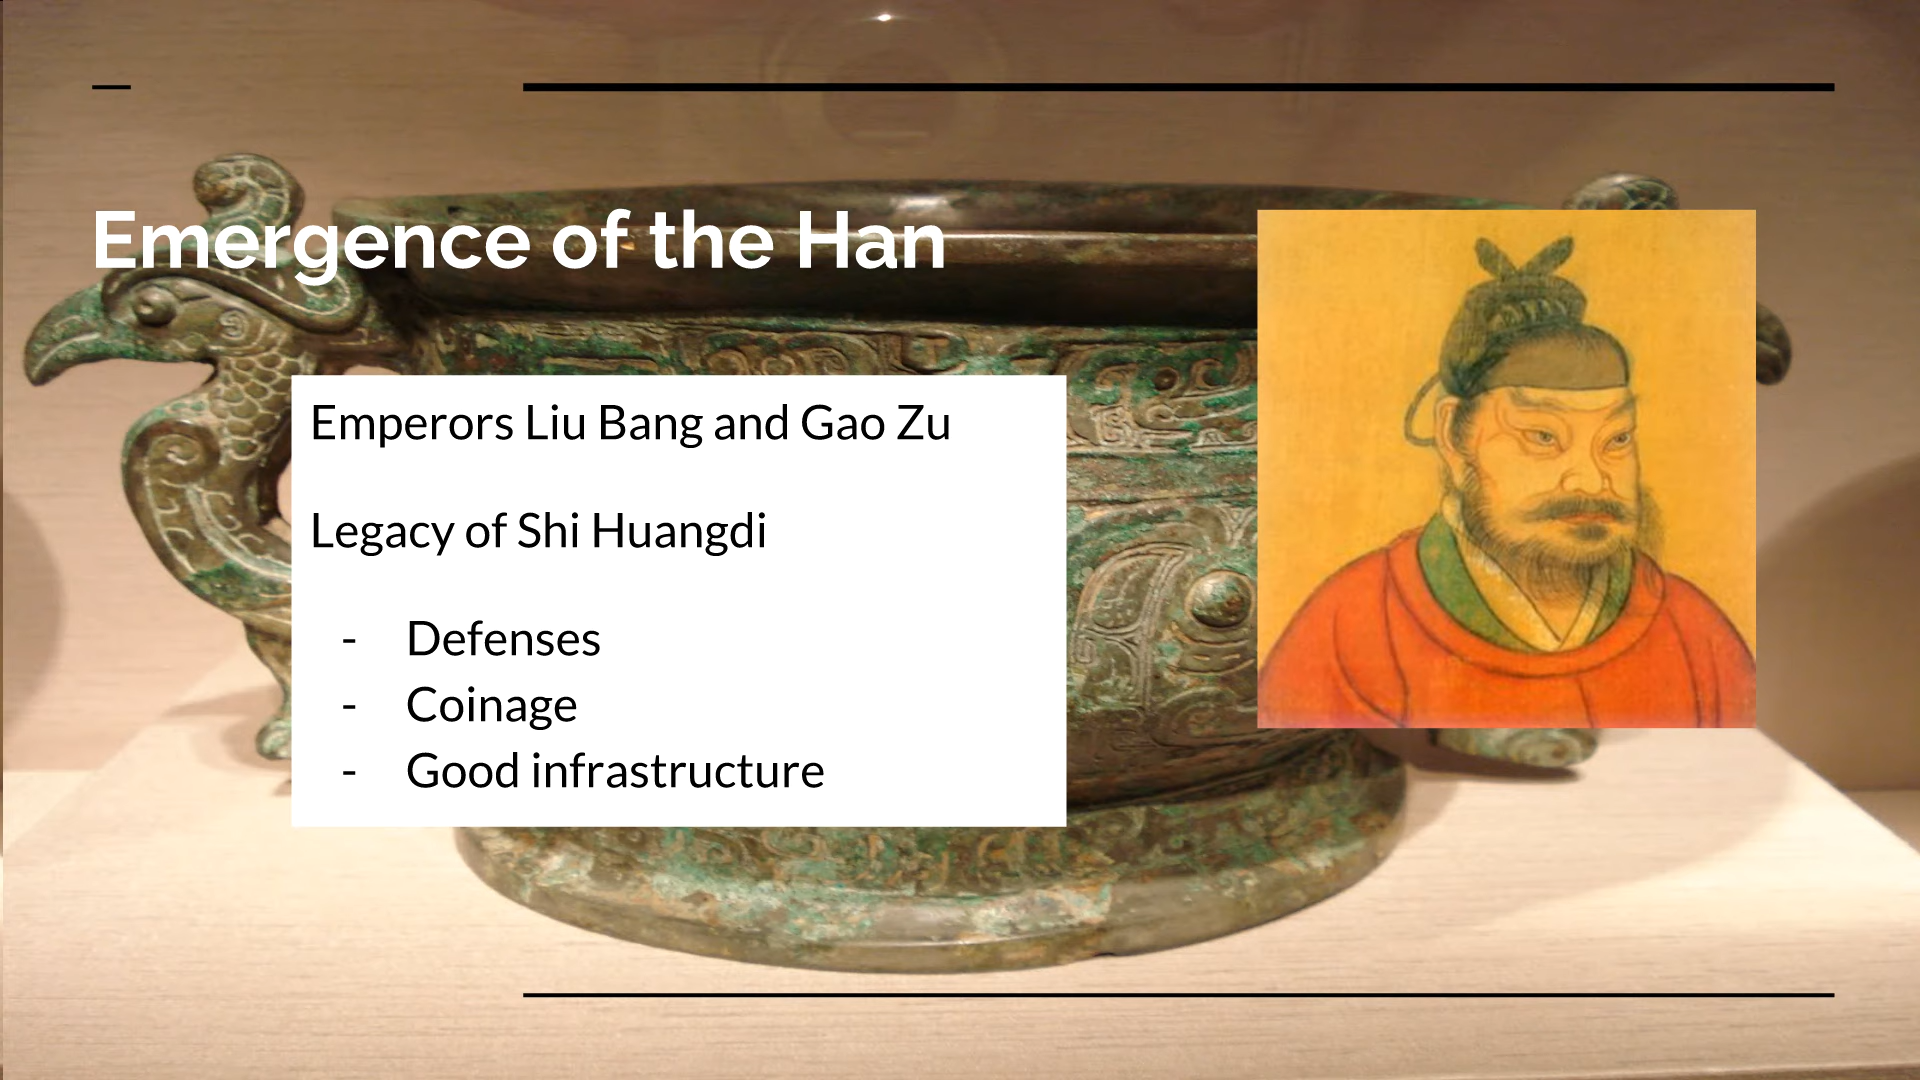 Emergence of the Han
Emperors Liu Bang and Gao Zu
Legacy of Shi Huangdi
- Defenses
- Coinage
- Good infrastructure